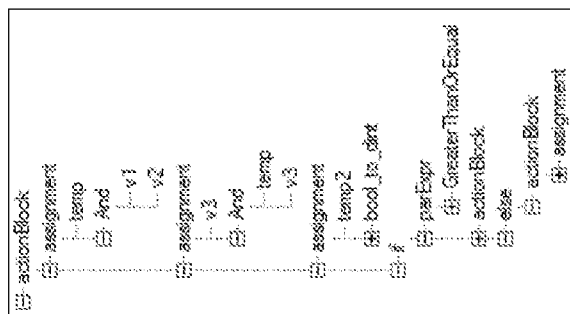 actionBlock
assignment
temp
And
v1
v2
assignment
v3
And
temp
v3
assignment
temp2
bool_to_dint
if
parExpr
GreaterThanOrEqual
actionBlock
else
actionBlock
assignment